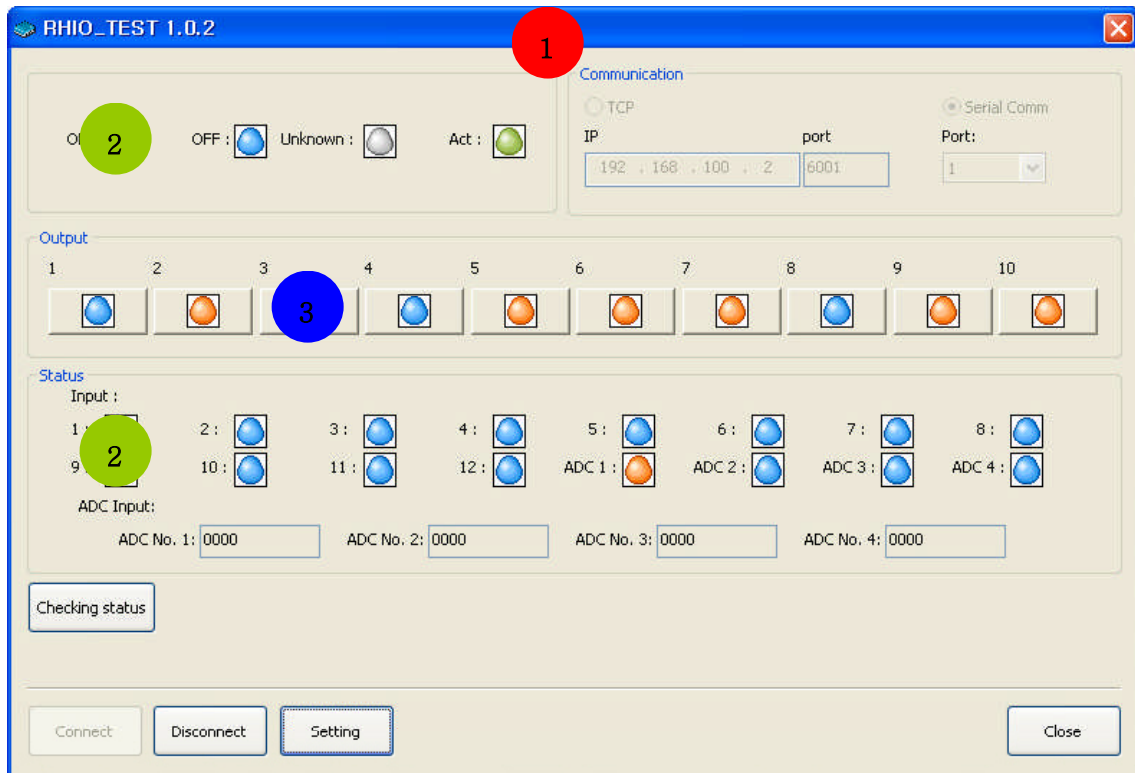 RHIO_TEST 1.0.2
1
Communication
TCP
Serial Comm
2
OFF :
Unknown :
Act :
IP
port
Port:
192 . 168 . 100 . 2
6001
1
Output
1 2 3 4 5 6 7 8 9 10
3
Status
Input :
1 : 2 : 3 : 4 : 5 : 6 : 7 : 8 :
2
9 10 : 11 : 12 : ADC 1 : ADC 2 : ADC 3 : ADC 4 :
ADC Input:
ADC No. 1: 0000 ADC No. 2: 0000 ADC No. 3: 0000 ADC No. 4: 0000
Checking status
Connect Disconnect Setting Close